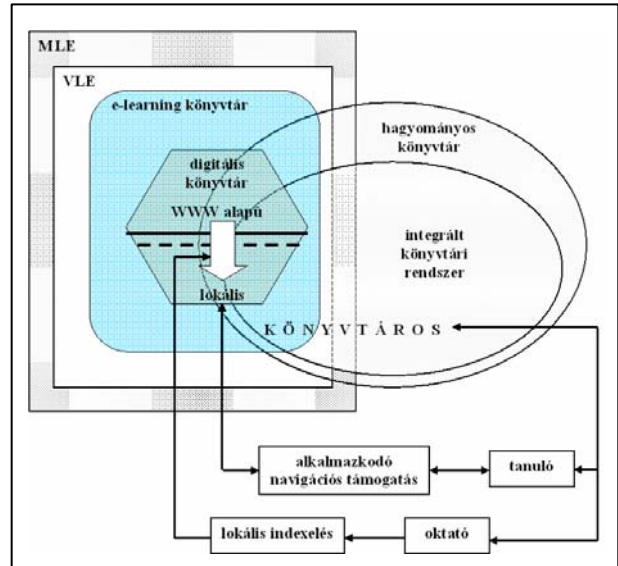 MLE
VLE
e-learning könyvtár
hagyományos
könyvtár
digitális
könyvtár
WWW alapú
integrált
könyvtári
rendszer
lokális
KÖNYVTÁROS
alkalmazkodó
navigációs támogatás
tanuló
lokális indexelés
oktató